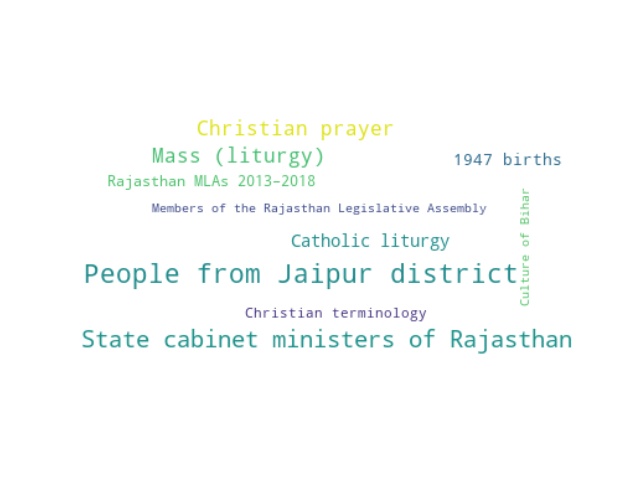 Christian prayer
Mass (liturgy)
1947 births
Rajasthan MLAs 2013–2018
Members of the Rajasthan Legislative Assembly
Culture of Bihar
Catholic liturgy
People from Jaipur district
Christian terminology
State cabinet ministers of Rajasthan